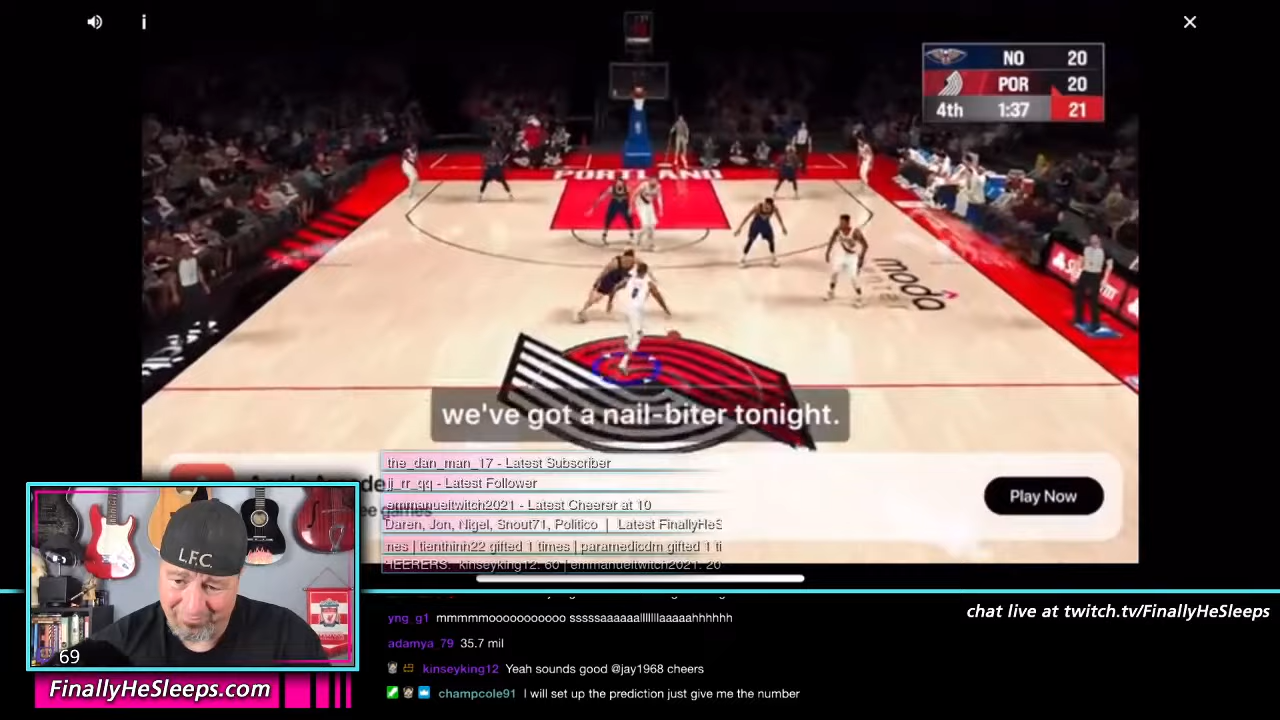 i
NO 20
POR 20
4th 1:37 21
PORTLAND
moda
we've got a nail-biter tonight.
Play Now
the_dan_man_17 - Latest Subscriber
jj_rr_qq - Latest Follower
emmanueltwitch2021 - Latest Cheerer at 10
Daren, Jon, Nigel, Snout71, Politico | Latest FinallyHeS
nes | tienthinh22 gifted 1 times | paramedicdm gifted 1 ti
HEERERS: kinseyking12: 60 | emmanueltwitch2021: 20
L.F.C.
69
FinallyHeSleeps.com
chat live at twitch.tv/FinallyHeSleeps
yng_g1 mmmmmooooooooooo sssssaaaaaallllllllaaaaahhhhhh
adamya_79 35.7 mil
kinseyking12 Yeah sounds good @jay1968 cheers
champcole91 I will set up the prediction just give me the number